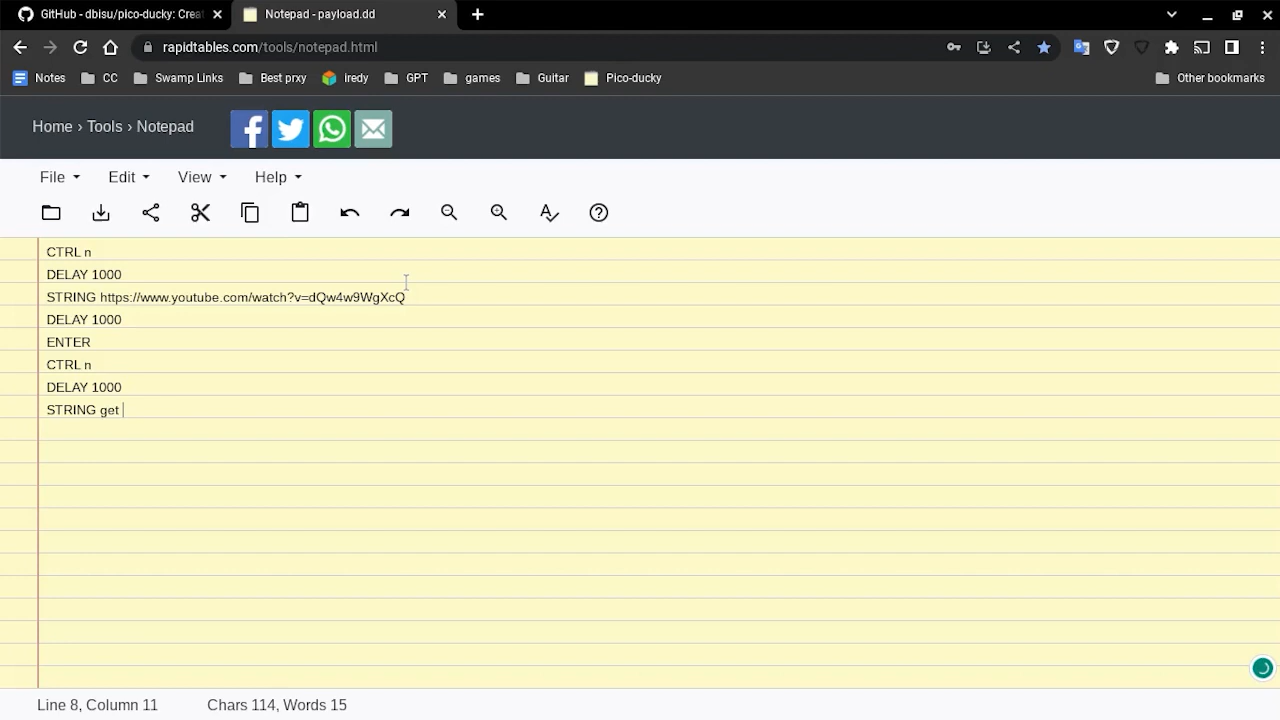 GitHub - dbisu/pico-ducky: Creat
Notepad - payload.dd
rapidtables.com/tools/notepad.html
Notes
CC
Swamp Links
Best prxy
iredy
GPT
games
Guitar
Pico-ducky
Other bookmarks
Home › Tools › Notepad
File
Edit
View
Help
CTRL n
DELAY 1000
STRING https://www.youtube.com/watch?v=dQw4w9WgXcQ
DELAY 1000
ENTER
CTRL n
DELAY 1000
STRING get
Line 8, Column 11
Chars 114, Words 15